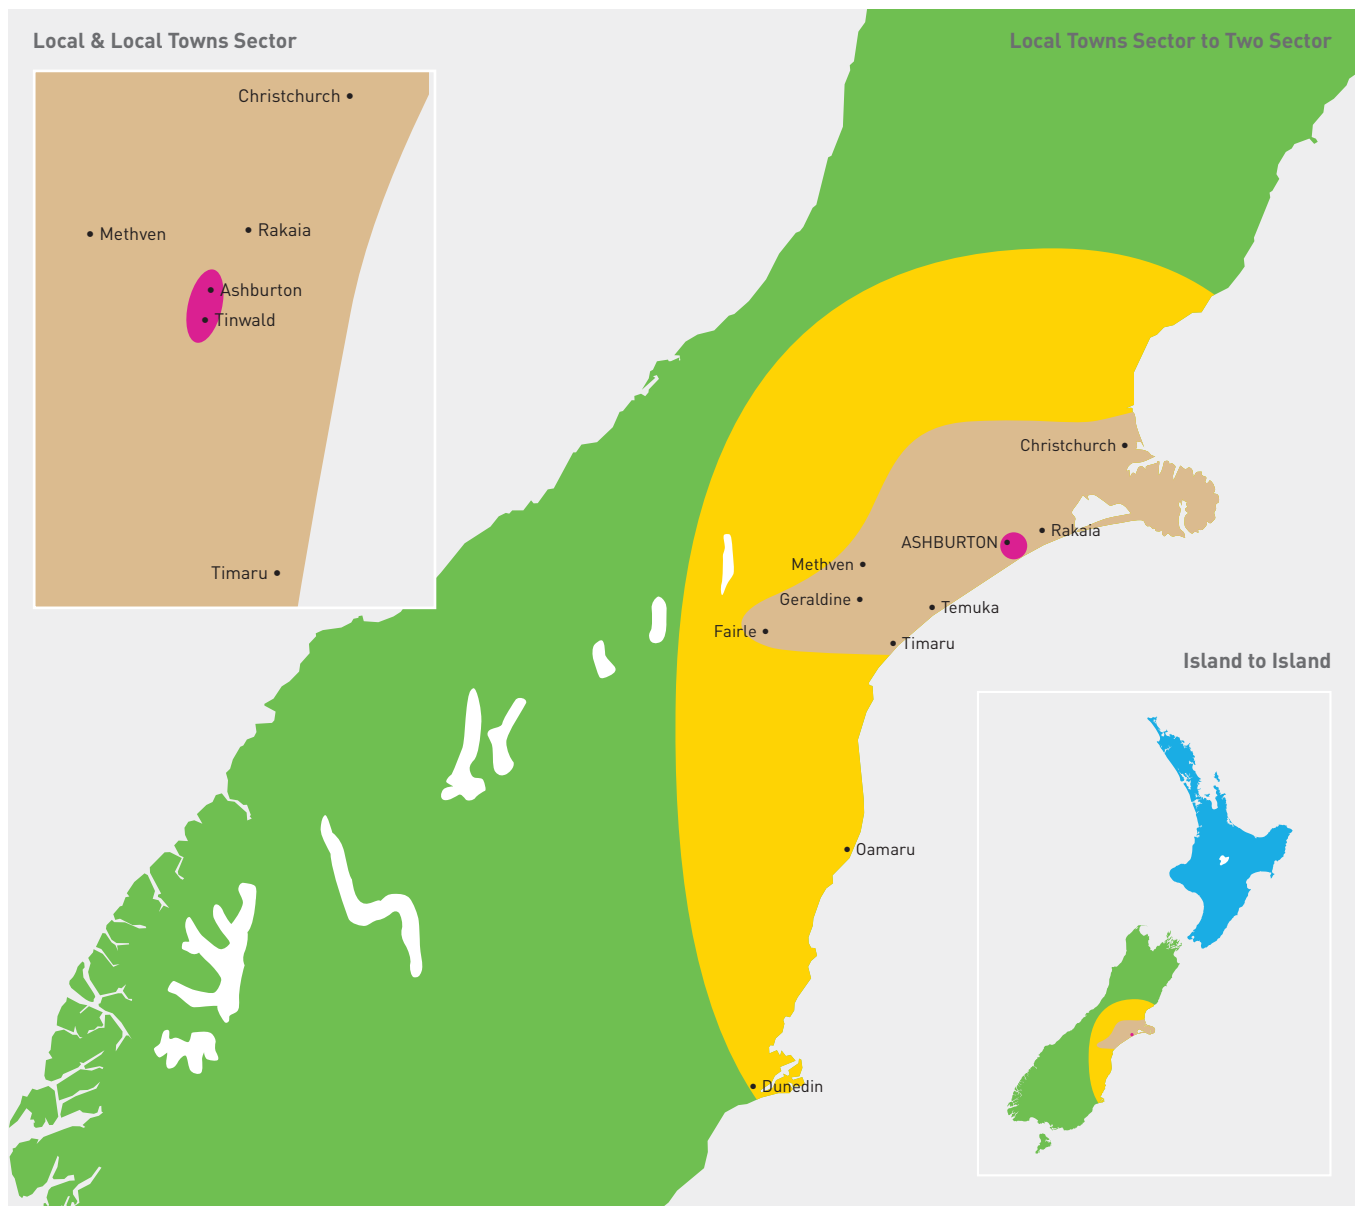 Local & Local Towns Sector
Local Towns Sector to Two Sector
Christchurch
Methven
Rakaia
Ashburton
Tinwald
Timaru
Christchurch
Rakaia
ASHBURTON
Methven
Geraldine
Temuka
Fairle
Timaru
Island to Island
Oamaru
Dunedin